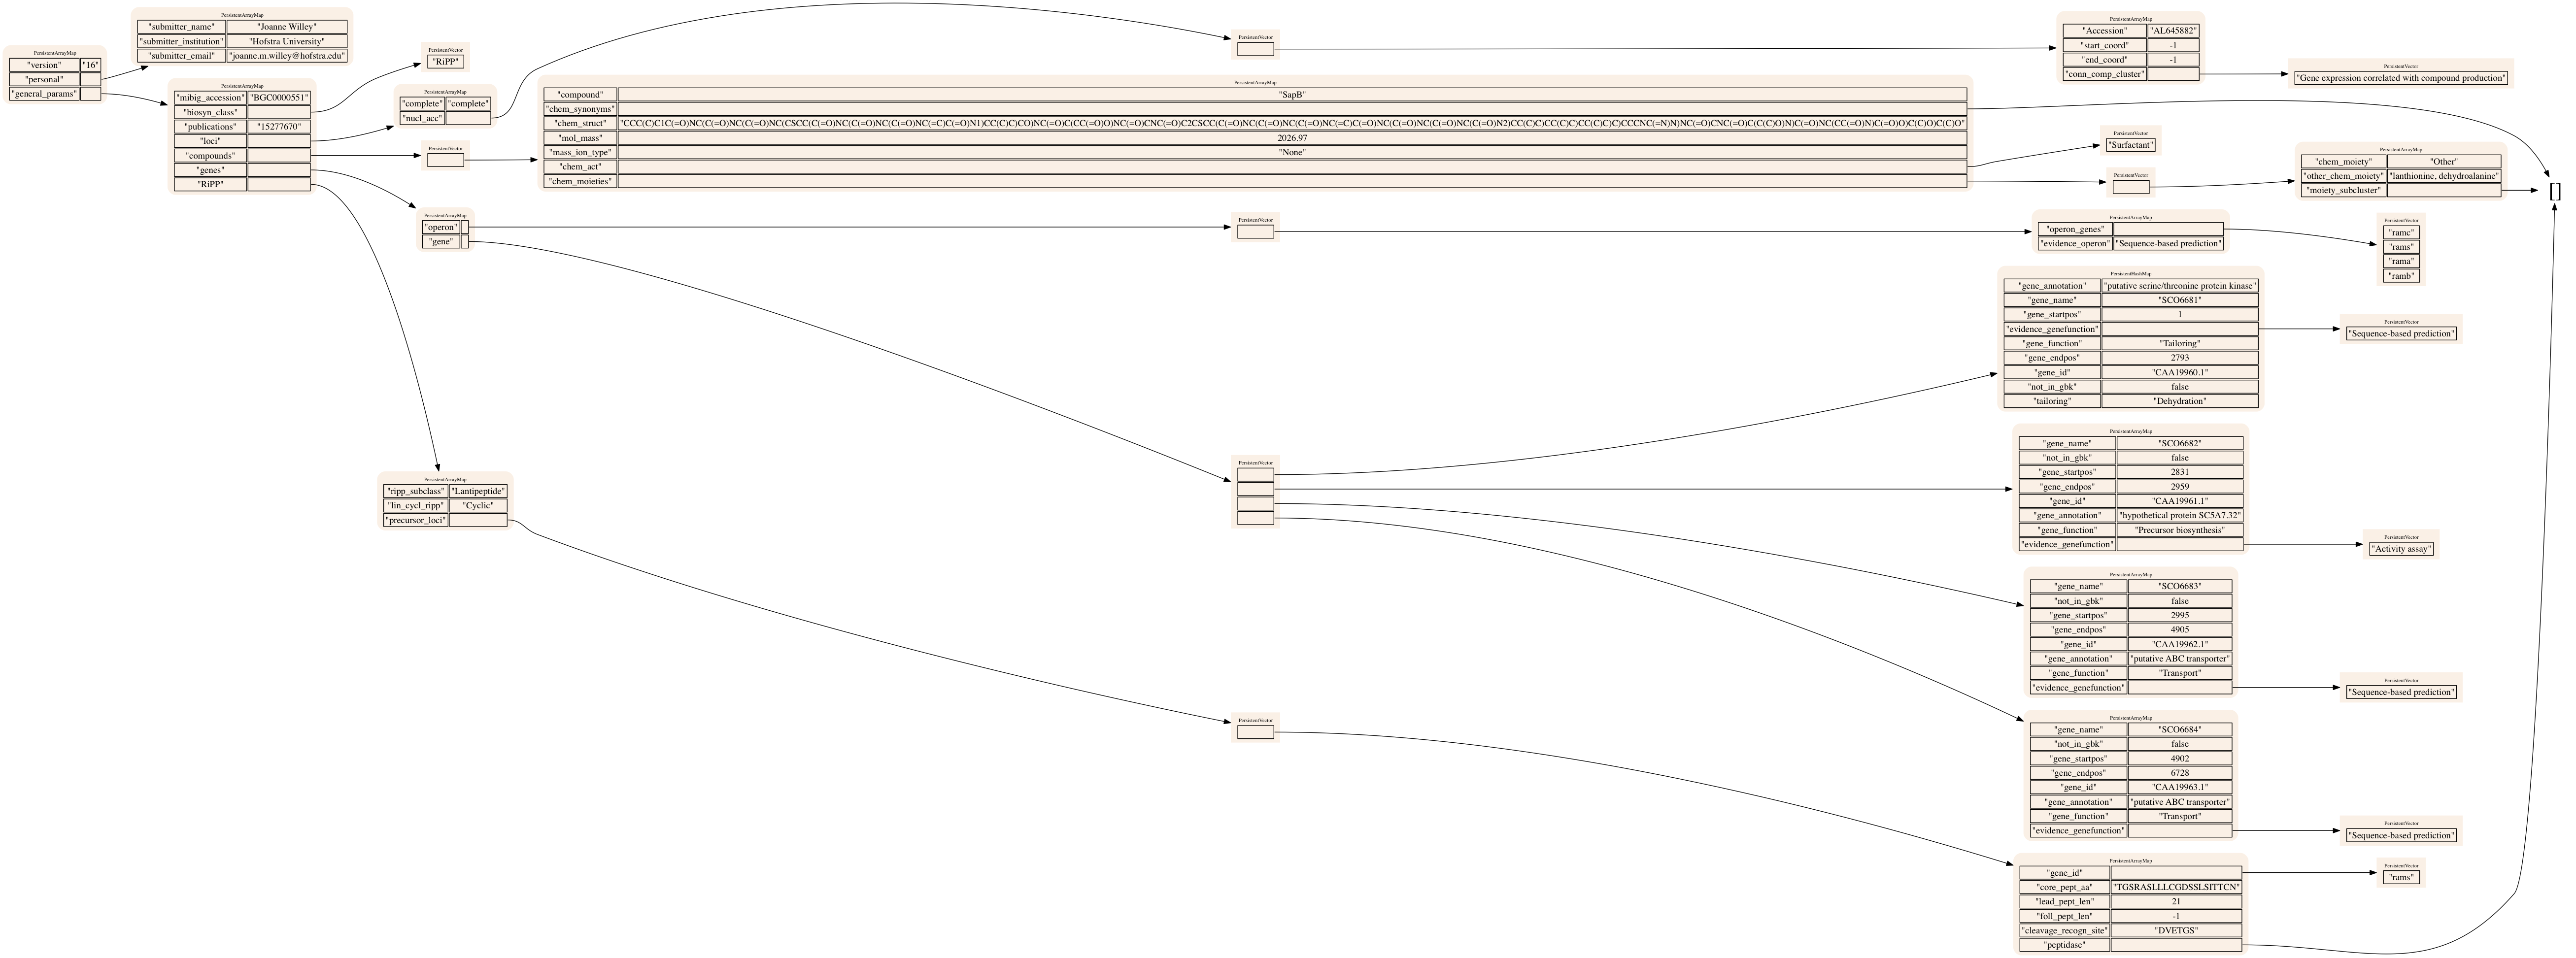 PersistentArrayMap
"version" "16"
"personal"
"general_params"
PersistentArrayMap
"submitter_name" "Joanne Willey"
"submitter_institution" "Hofstra University"
"submitter_email" "joanne.m.willey@hofstra.edu"
PersistentArrayMap
"mibig_accession" "BGC0000551"
"biosyn_class"
"publications" "15277670"
"loci"
"compounds"
"genes"
"RiPP"
PersistentVector
"RiPP"
PersistentArrayMap
"complete" "complete"
"nucl_acc"
PersistentVector
PersistentVector
PersistentArrayMap
"Accession" "AL645882"
"start_coord" -1
"end_coord" -1
"conn_comp_cluster"
PersistentVector
"Gene expression correlated with compound production"
PersistentArrayMap
"compound" "SapB"
"chem_synonyms"
"chem_struct" "CCC(C)C1C(=O)NC(C(=O)NC(C(=O)NC(CSCC(C(=O)NC(C(=O)NC(C(=O)NC(=C)C(=O)N1)CC(C)C)CO)NC(=O)C(CC(=O)O)NC(=O)CNC(=O)C2CSCC(C(=O)NC(C(=O)NC(C(=O)NC(=C)C(=O)NC(C(=O)NC(C(=O)NC(C(=O)N2)CC(C)C)CC(C)C)CC(C)C)C)CCCNC(=N)N)NC(=O)CNC(=O)C(C(C)O)N)C(=O)NC(CC(=O)N)C(=O)O)C(C)O)C(C)O"
"mol_mass" 2026.97
"mass_ion_type" "None"
"chem_act"
"chem_moieties"
PersistentVector
"Surfactant"
PersistentVector
PersistentArrayMap
"chem_moiety" "Other"
"other_chem_moiety" "lanthionine, dehydroalanine"
"moiety_subcluster"
[]
PersistentArrayMap
"operon"
"gene"
PersistentVector
PersistentArrayMap
"operon_genes"
"evidence_operon" "Sequence-based prediction"
PersistentVector
"ramc"
"rams"
"rama"
"ramb"
PersistentVector
PersistentHashMap
"gene_annotation" "putative serine/threonine protein kinase"
"gene_name" "SCO6681"
"gene_startpos" 1
"evidence_genefunction"
"gene_function" "Tailoring"
"gene_endpos" 2793
"gene_id" "CAA19960.1"
"not_in_gbk" false
"tailoring" "Dehydration"
PersistentVector
"Sequence-based prediction"
PersistentArrayMap
"gene_name" "SCO6682"
"not_in_gbk" false
"gene_startpos" 2831
"gene_endpos" 2959
"gene_id" "CAA19961.1"
"gene_annotation" "hypothetical protein SC5A7.32"
"gene_function" "Precursor biosynthesis"
"evidence_genefunction"
PersistentVector
"Activity assay"
PersistentArrayMap
"gene_name" "SCO6683"
"not_in_gbk" false
"gene_startpos" 2995
"gene_endpos" 4905
"gene_id" "CAA19962.1"
"gene_annotation" "putative ABC transporter"
"gene_function" "Transport"
"evidence_genefunction"
PersistentVector
"Sequence-based prediction"
PersistentArrayMap
"gene_name" "SCO6684"
"not_in_gbk" false
"gene_startpos" 4902
"gene_endpos" 6728
"gene_id" "CAA19963.1"
"gene_annotation" "putative ABC transporter"
"gene_function" "Transport"
"evidence_genefunction"
PersistentVector
"Sequence-based prediction"
PersistentArrayMap
"ripp_subclass" "Lantipeptide"
"lin_cycl_ripp" "Cyclic"
"precursor_loci"
PersistentVector
PersistentArrayMap
"gene_id"
"core_pept_aa" "TGSRASLLLCGDSSLSITTCN"
"lead_pept_len" 21
"foll_pept_len" -1
"cleavage_recogn_site" "DVETGS"
"peptidase"
PersistentVector
"rams"